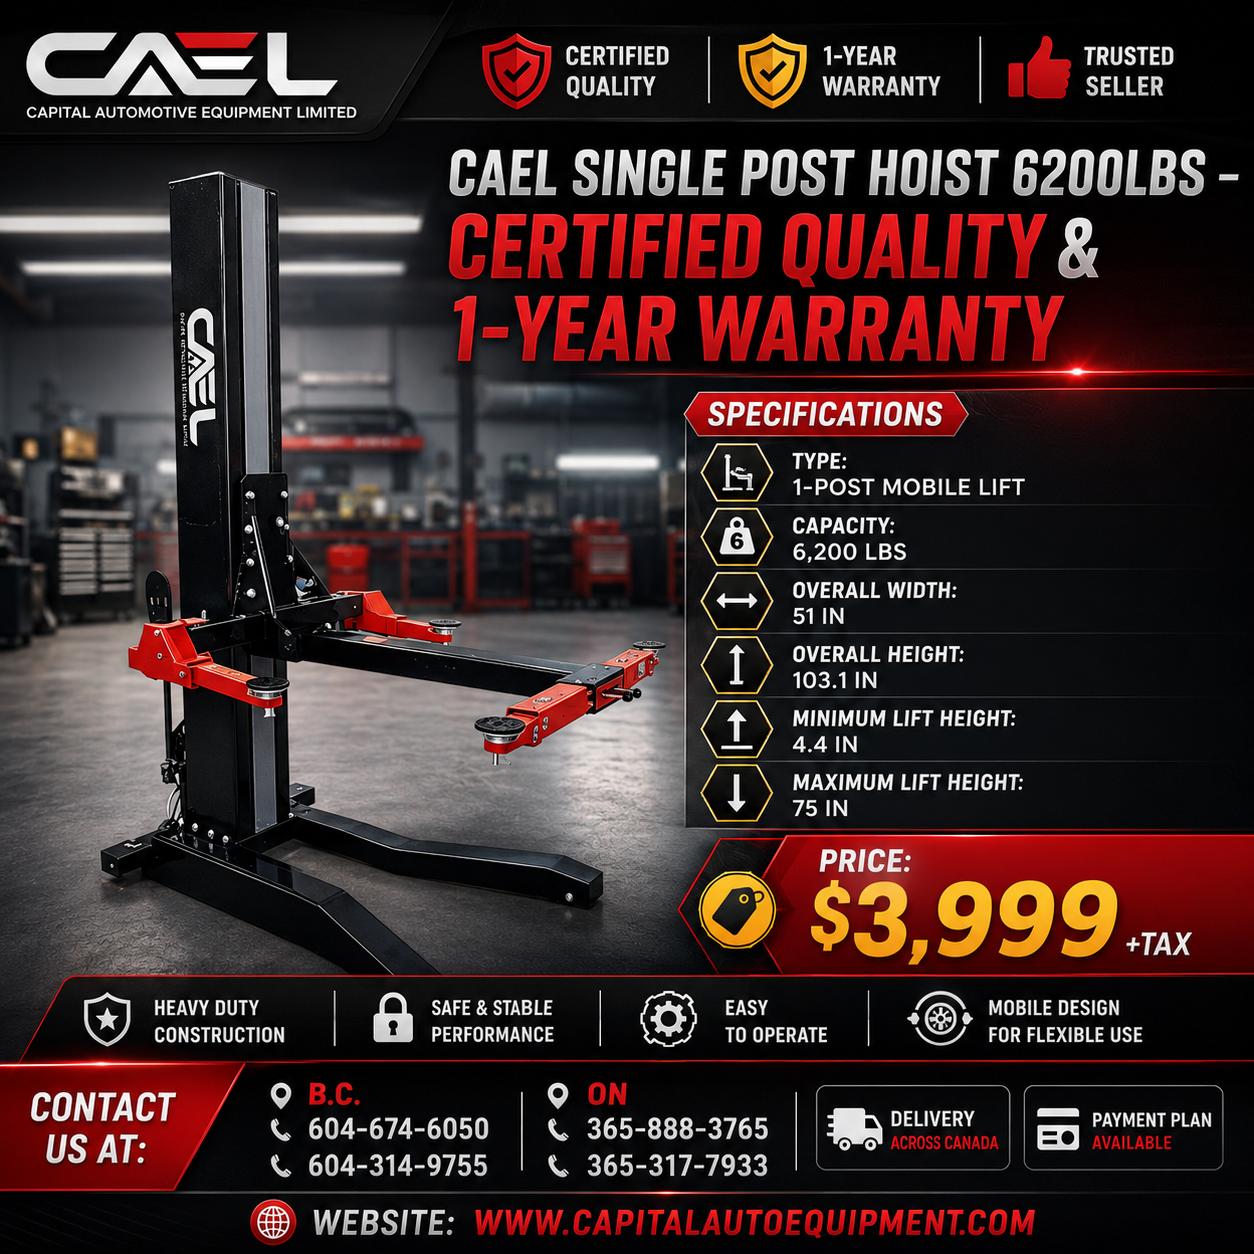 CAEL
CAPITAL AUTOMOTIVE EQUIPMENT LIMITED
CERTIFIED
QUALITY
1-YEAR
WARRANTY
TRUSTED
SELLER
CAEL SINGLE POST HOIST 6200LBS –
CERTIFIED QUALITY &
1-YEAR WARRANTY
CAEL
SPECIFICATIONS
TYPE:
1-POST MOBILE LIFT
6
CAPACITY:
6,200 LBS
OVERALL WIDTH:
51 IN
OVERALL HEIGHT:
103.1 IN
MINIMUM LIFT HEIGHT:
4.4 IN
MAXIMUM LIFT HEIGHT:
75 IN
PRICE:
$3,999 +TAX
HEAVY DUTY
CONSTRUCTION
SAFE & STABLE
PERFORMANCE
EASY
TO OPERATE
MOBILE DESIGN
FOR FLEXIBLE USE
CONTACT
US AT:
B.C.
604-674-6050
604-314-9755
ON
365-888-3765
365-317-7933
DELIVERY
ACROSS CANADA
PAYMENT PLAN
AVAILABLE
WEBSITE: WWW.CAPITALAUTOEQUIPMENT.COM